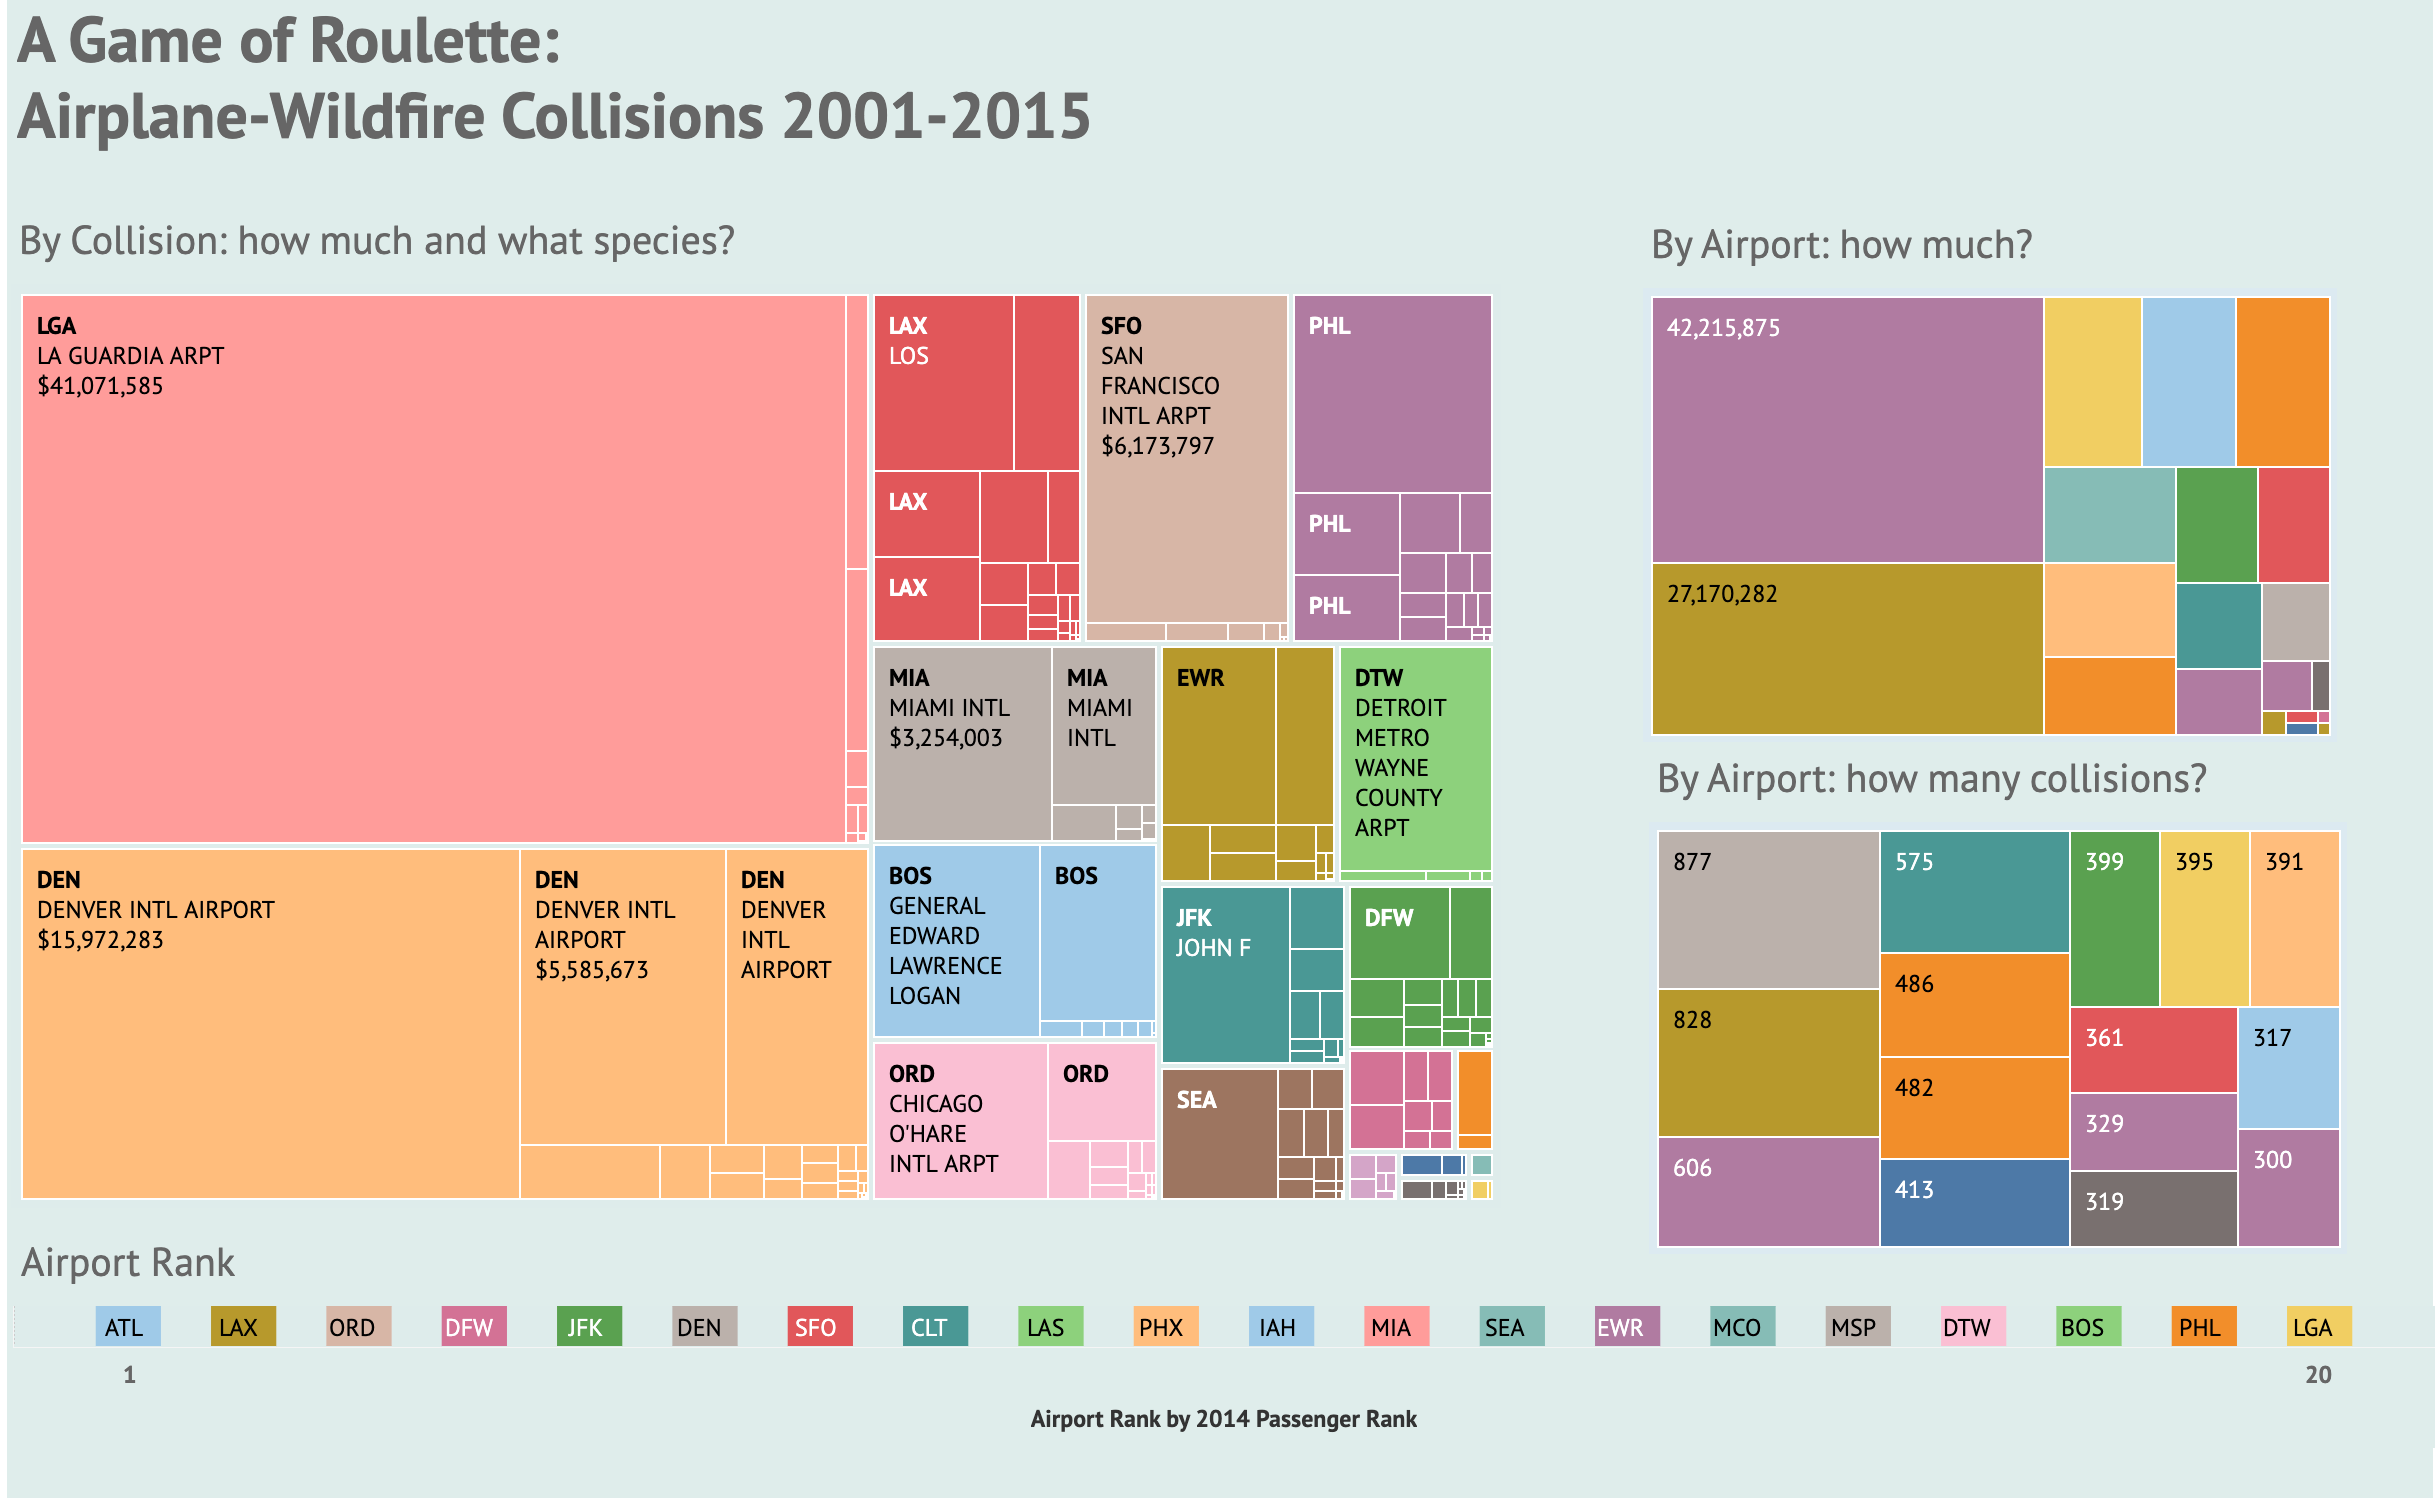 A Game of Roulette:
Airplane-Wildfire Collisions 2001-2015
By Collision: how much and what species?
LGA
LA GUARDIA ARPT
$41,071,585
LAX
LOS
LAX
LAX
SFO
SAN
FRANCISCO
INTL ARPT
$6,173,797
PHL
PHL
PHL
MIA
MIAMI INTL
$3,254,003
MIA
MIAMI
INTL
EWR
DTW
DETROIT
METRO
WAYNE
COUNTY
ARPT
DEN
DENVER INTL AIRPORT
$15,972,283
DEN
DENVER INTL
AIRPORT
$5,585,673
DEN
DENVER
INTL
AIRPORT
BOS
GENERAL
EDWARD
LAWRENCE
LOGAN
BOS
JFK
JOHN F
DFW
ORD
CHICAGO
O'HARE
INTL ARPT
ORD
SEA
By Airport: how much?
42,215,875
27,170,282
By Airport: how many collisions?
877
828
606
575
486
482
413
399
395
391
361
329
319
317
300
Airport Rank
ATL LAX ORD DFW JFK DEN SFO CLT LAS PHX IAH MIA SEA EWR MCO MSP DTW BOS PHL LGA
1 20
Airport Rank by 2014 Passenger Rank